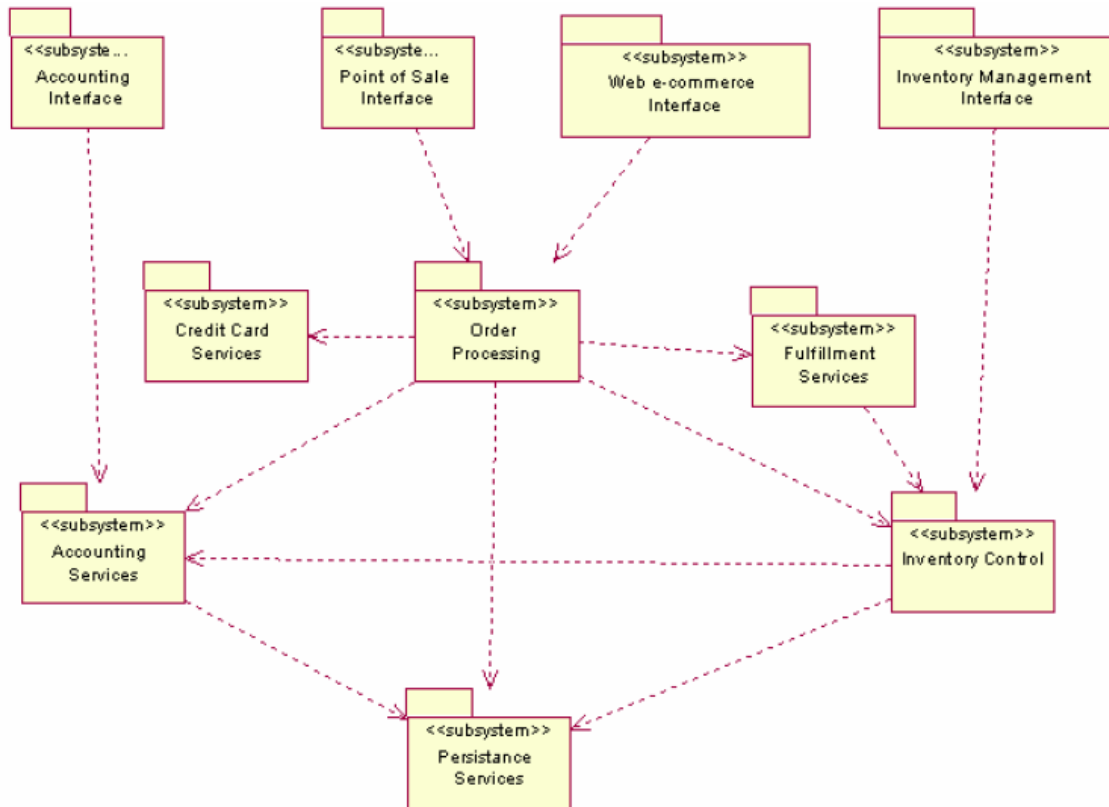 <<subsyste...
Accounting
Interface
<<subsyste...
Point of Sale
Interface
<<subsystem>>
Web e-commerce
Interface
<<subsystem>>
Inventory Management
Interface
<<subsystem>>
Credit Card
Services
<<subsystem>>
Order
Processing
<<subsystem>>
Fulfillment
Services
<<subsystem>>
Accounting
Services
<<subsystem>>
Inventory Control
<<subsystem>>
Persistance
Services